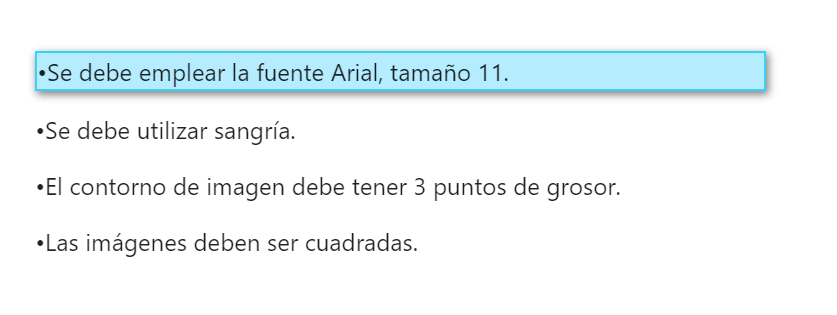 •Se debe emplear la fuente Arial, tamaño 11.
•Se debe utilizar sangría.
•El contorno de imagen debe tener 3 puntos de grosor.
•Las imágenes deben ser cuadradas.